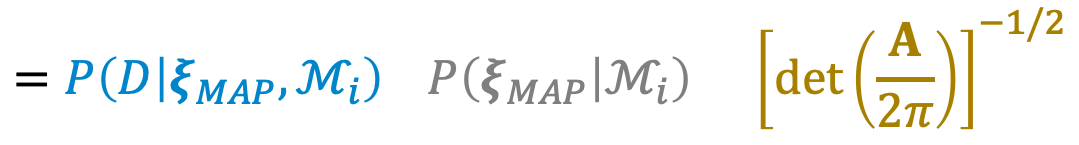 = P(D|ξ_MAP, ℳ_i) P(ξ_MAP|ℳ_i) [det(A/2π)]^{−1/2}